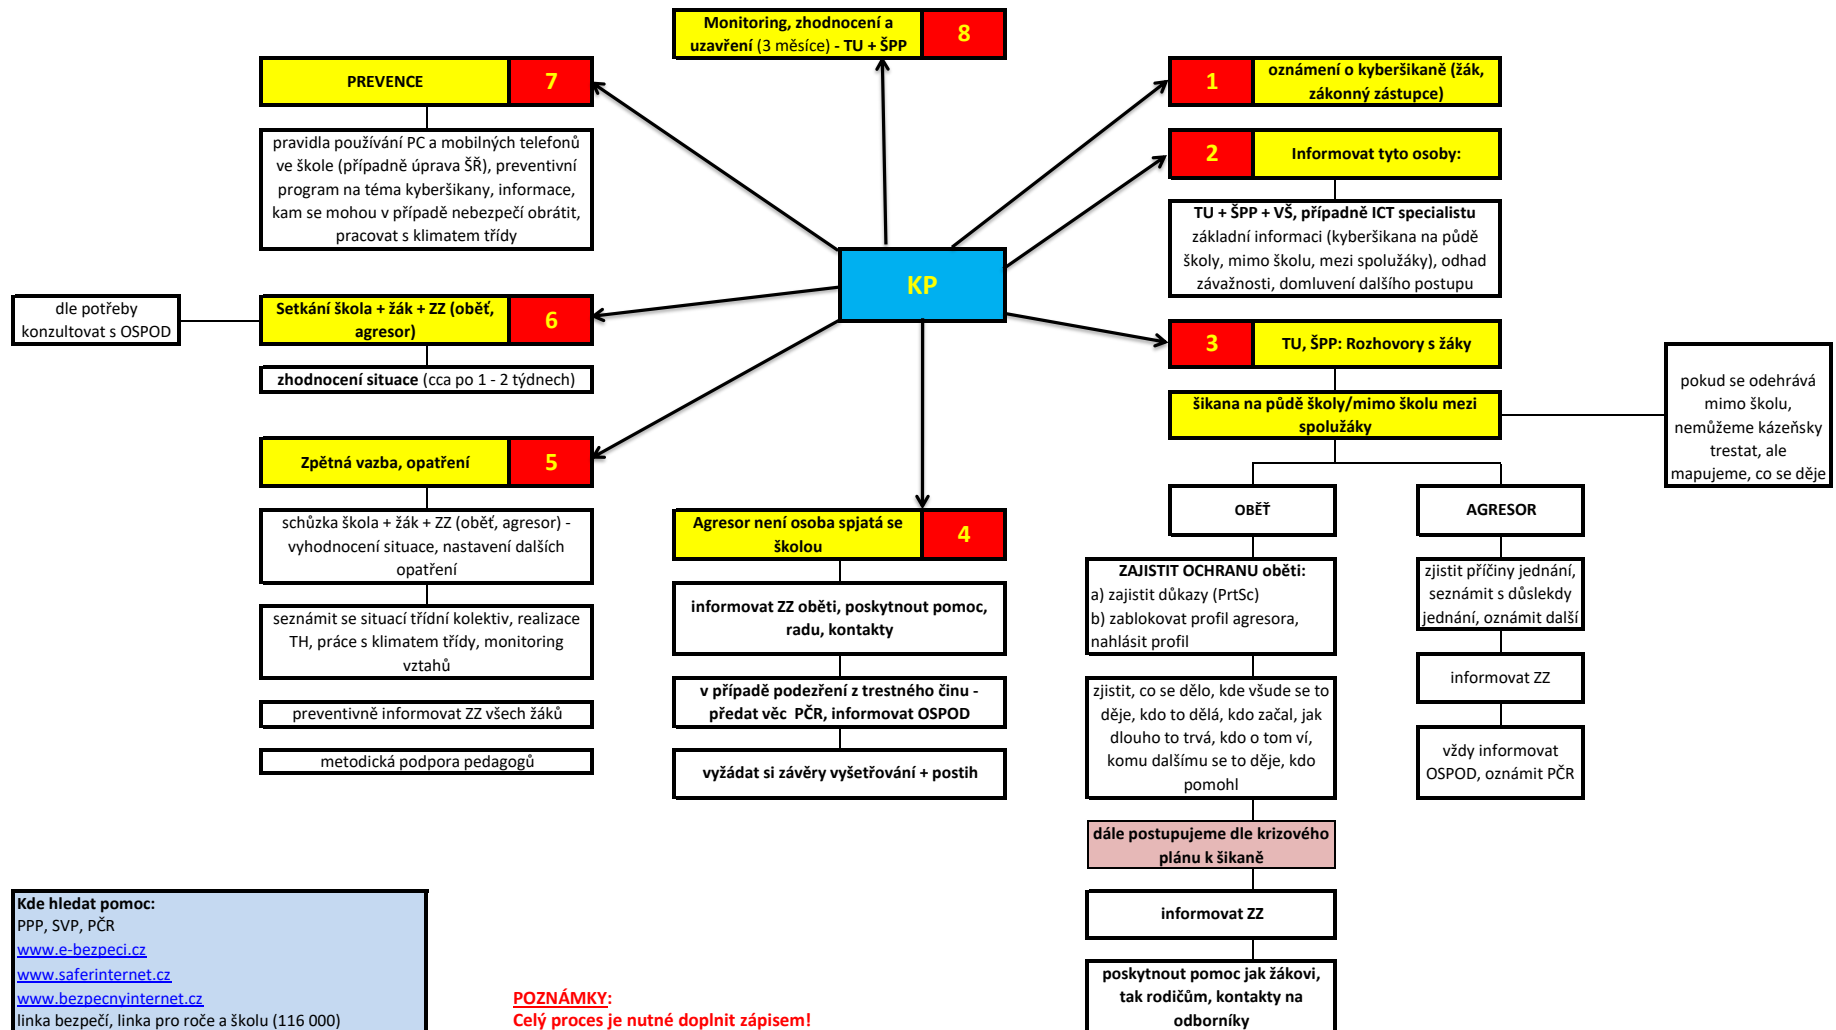 Monitoring, zhodnocení a
uzavření (3 měsíce) - TU + ŠPP
8
PREVENCE
7
pravidla používání PC a mobilných telefonů
ve škole (případně úprava ŠŘ), preventivní
program na téma kyberšikany, informace,
kam se mohou v případě nebezpečí obrátit,
pracovat s klimatem třídy
1
oznámení o kyberšikaně (žák,
zákonný zástupce)
2
Informovat tyto osoby:
TU + ŠPP + VŠ, případně ICT specialistu
základní informaci (kyberšikana na půdě
školy, mimo školu, mezi spolužáky), odhad
závažnosti, domluvení dalšího postupu
KP
dle potřeby
konzultovat s OSPOD
Setkání škola + žák + ZZ (oběť,
agresor)
6
zhodnocení situace (cca po 1 - 2 týdnech)
3
TU, ŠPP: Rozhovory s žáky
šikana na půdě školy/mimo školu mezi
spolužáky
pokud se odehrává
mimo školu,
nemůžeme kázeňsky
trestat, ale
mapujeme, co se děje
Zpětná vazba, opatření
5
schůzka škola + žák + ZZ (oběť, agresor) -
vyhodnocení situace, nastavení dalších
opatření
seznámit se situací třídní kolektiv, realizace
TH, práce s klimatem třídy, monitoring
vztahů
preventivně informovat ZZ všech žáků
metodická podpora pedagogů
Agresor není osoba spjatá se
školou
4
informovat ZZ oběti, poskytnout pomoc,
radu, kontakty
v případě podezření z trestného činu -
předat věc  PČR, informovat OSPOD
vyžádat si závěry vyšetřování + postih
OBĚŤ
ZAJISTIT OCHRANU oběti:
a) zajistit důkazy (PrtSc)
b) zablokovat profil agresora,
nahlásit profil
zjistit, co se dělo, kde všude se to
děje, kdo to dělá, kdo začal, jak
dlouho to trvá, kdo o tom ví,
komu dalšímu se to děje, kdo
pomohl
dále postupujeme dle krizového
plánu k šikaně
informovat ZZ
poskytnout pomoc jak žákovi,
tak rodičům, kontakty na
odborníky
AGRESOR
zjistit příčiny jednání,
seznámit s důslekdy
jednání, oznámit další
informovat ZZ
vždy informovat
OSPOD, oznámit PČR
Kde hledat pomoc:
PPP, SVP, PČR
www.e-bezpeci.cz
www.saferinternet.cz
www.bezpecnyinternet.cz
linka bezpečí, linka pro roče a školu (116 000)
POZNÁMKY:
Celý proces je nutné doplnit zápisem!